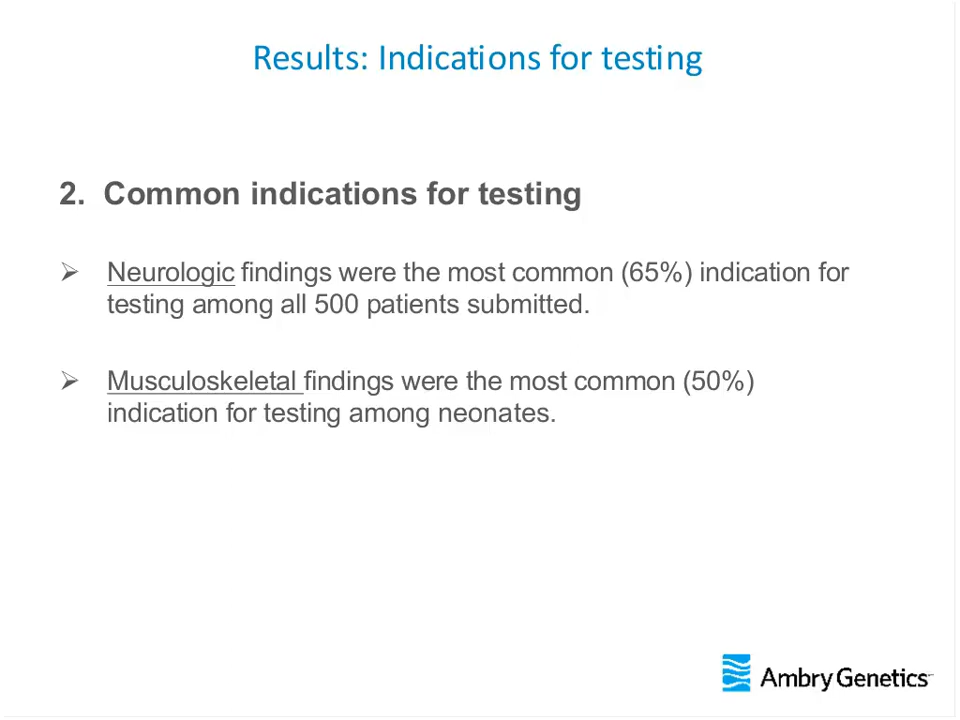 Results: Indications for testing
2. Common indications for testing
➢ Neurologic findings were the most common (65%) indication for
testing among all 500 patients submitted.
➢ Musculoskeletal findings were the most common (50%)
indication for testing among neonates.
Ambry Genetics